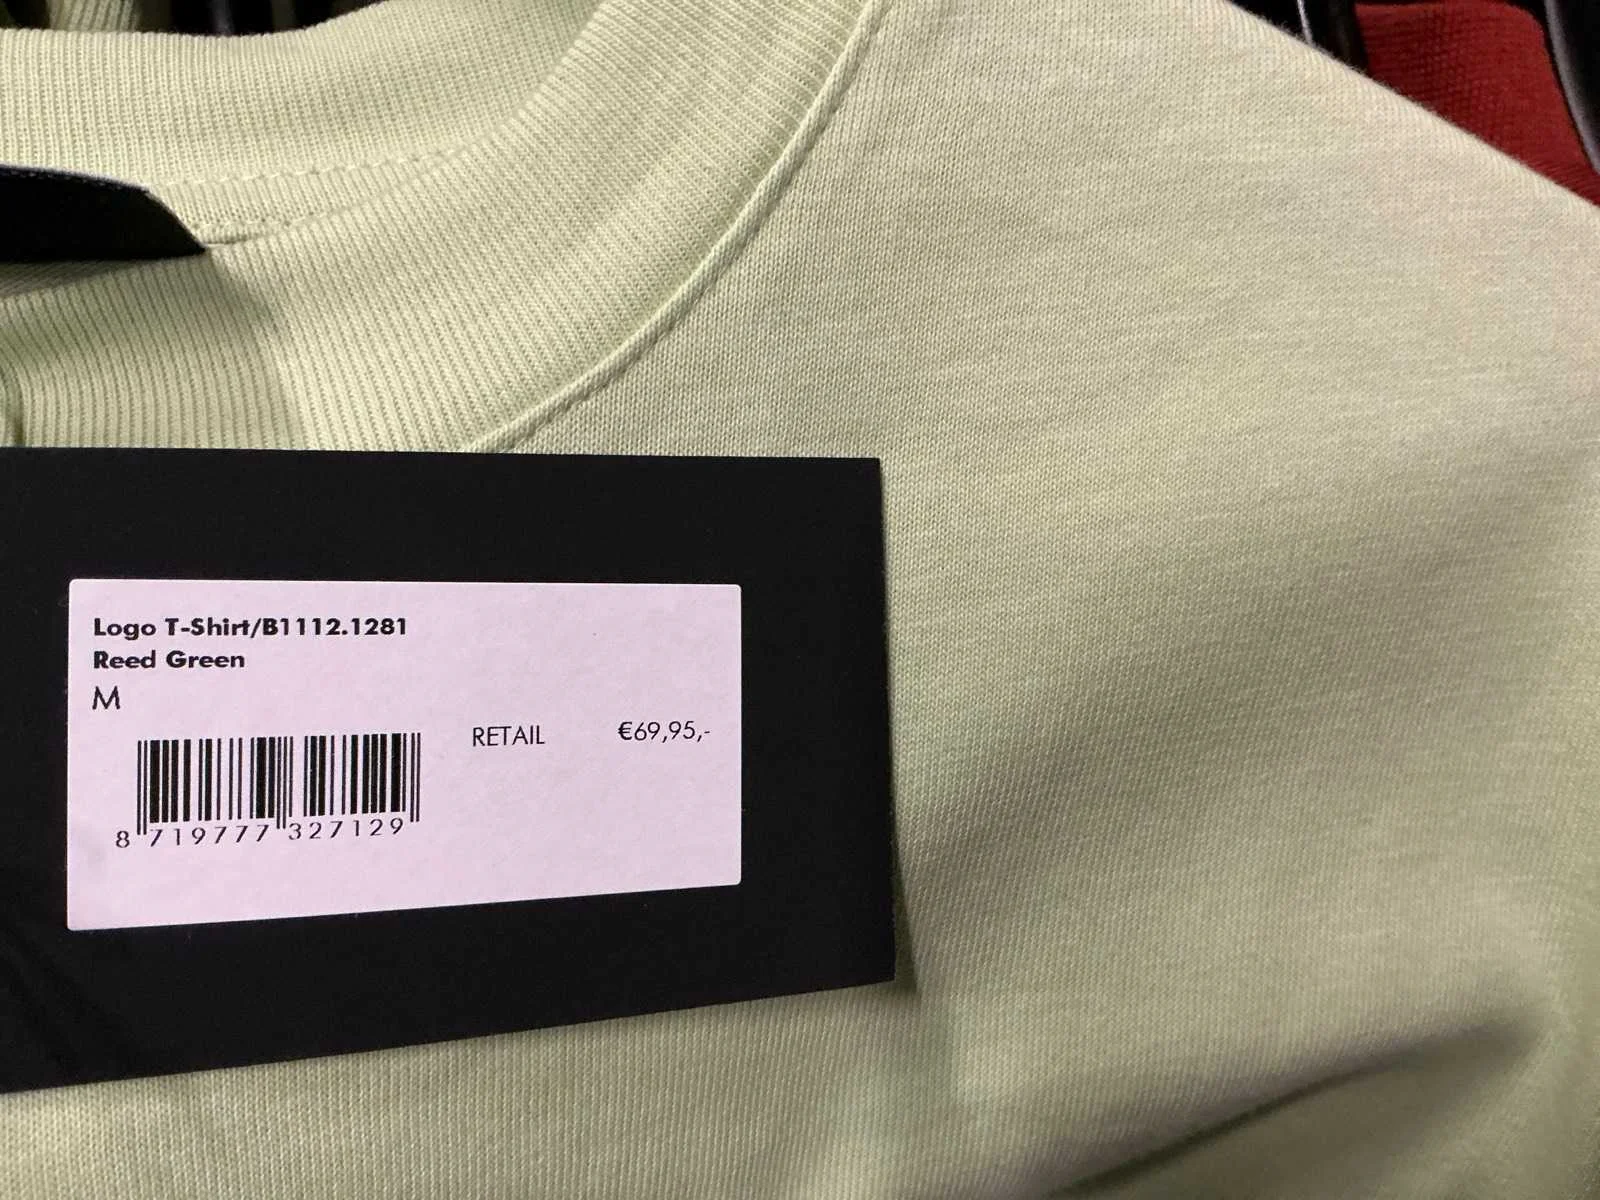 Logo T-Shirt/B1112.1281
Reed Green
M
RETAIL €69,95,-
8 719777 327129